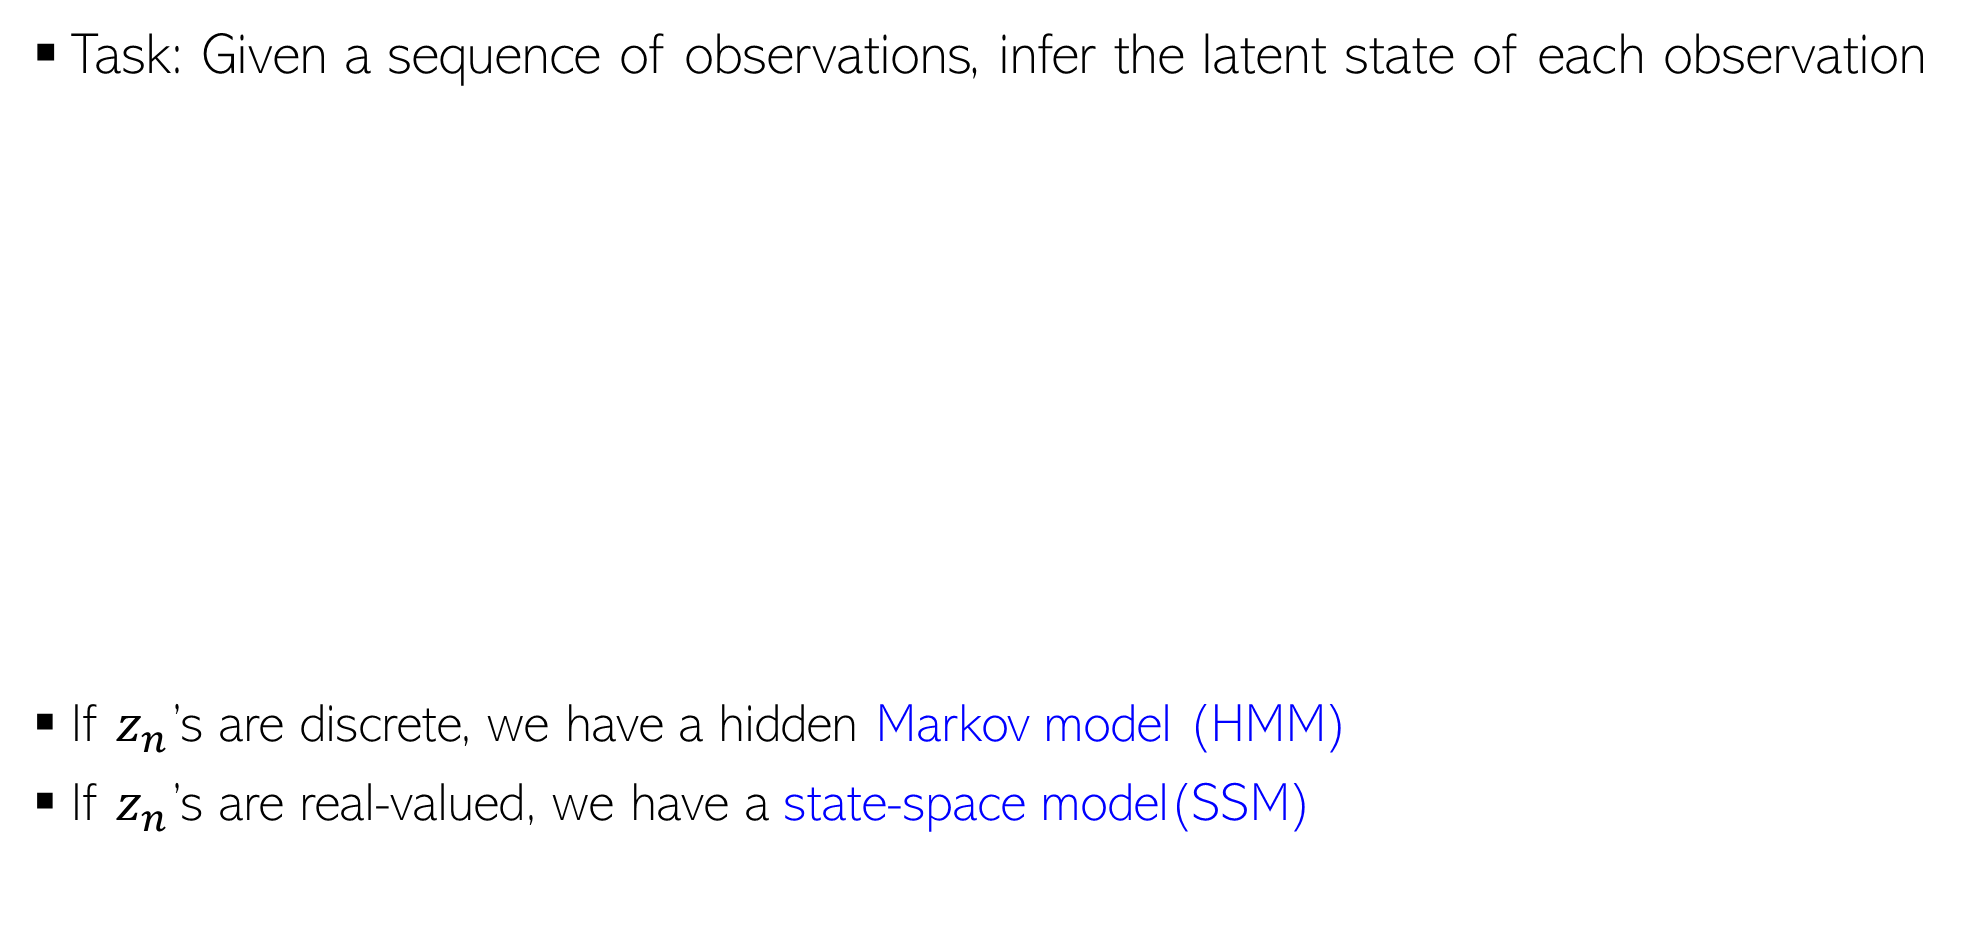 ▪ Task: Given a sequence of observations, infer the latent state of each observation
▪ If zₙ's are discrete, we have a hidden Markov model (HMM)
▪ If zₙ's are real-valued, we have a state-space model(SSM)